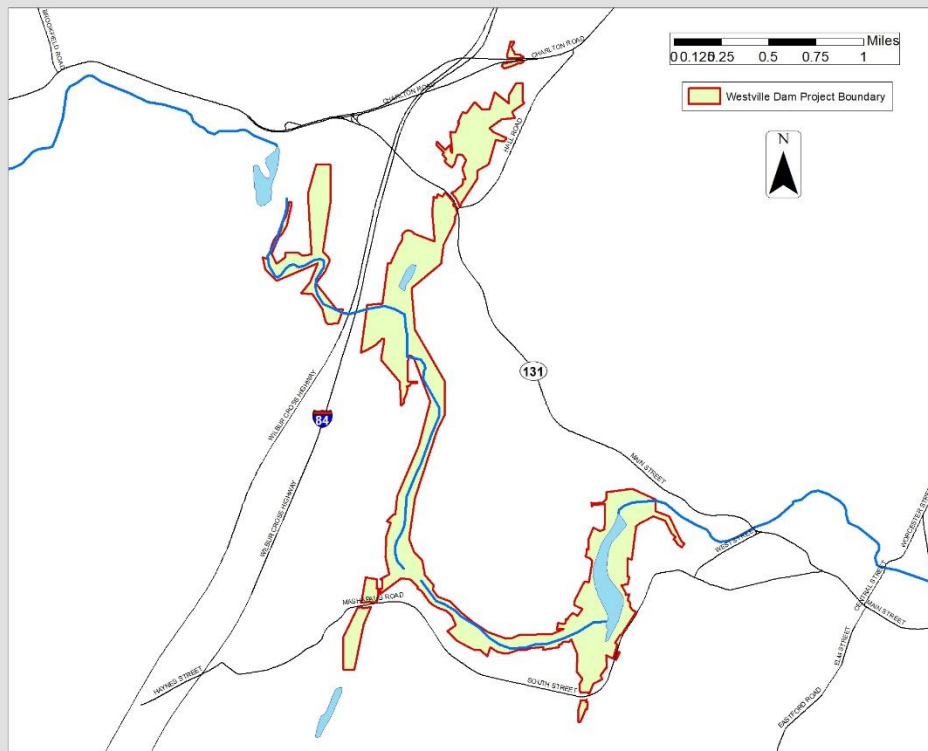 BROOKFIELD ROAD
CHARLTON ROAD
Miles
0 0.125 0.25 0.5 0.75 1
Westville Dam Project Boundary
CHARLTON ROAD
N
HALL ROAD
131
WILBUR CROSS HIGHWAY
84
MAIN STREET
WILBUR CROSS HIGHWAY
WORCESTER STREET
WEST STREET
CENTRAL STREET
MASHAPAUG ROAD
MAIN STREET
ELM STREET
HAYNES STREET
SOUTH STREET
EASTFORD ROAD